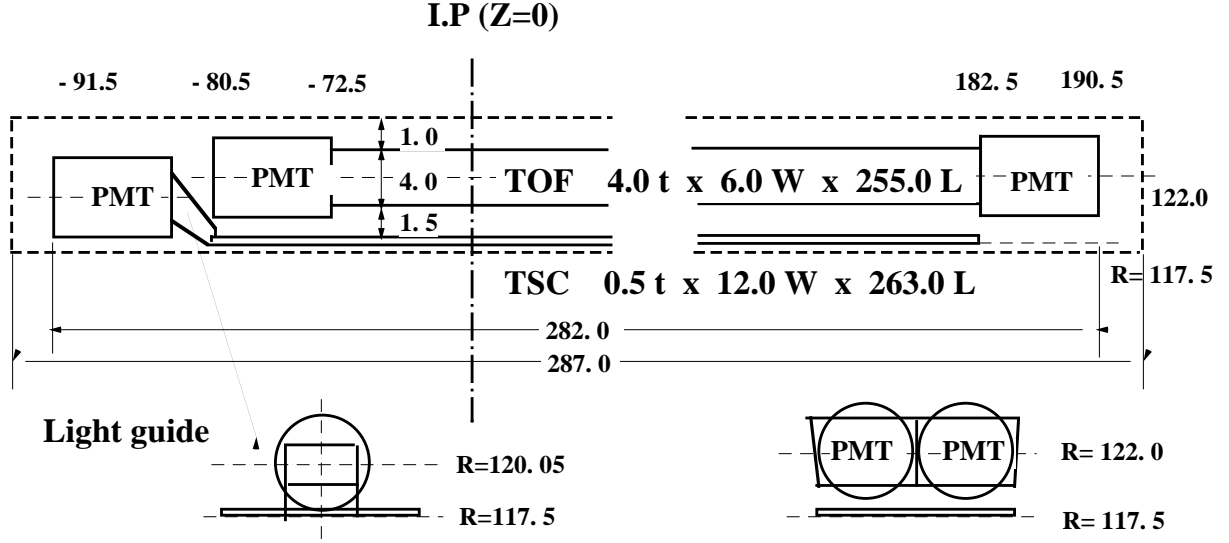 I.P (Z=0)
- 91.5 - 80.5 - 72.5 182.5 190.5
1.0
PMT PMT 4.0 TOF 4.0 t x 6.0 W x 255.0 L PMT
122.0
1.5
TSC 0.5 t x 12.0 W x 263.0 L R= 117.5
282.0
287.0
Light guide
PMT PMT R= 122.0
R=120.05
R=117.5 R= 117.5